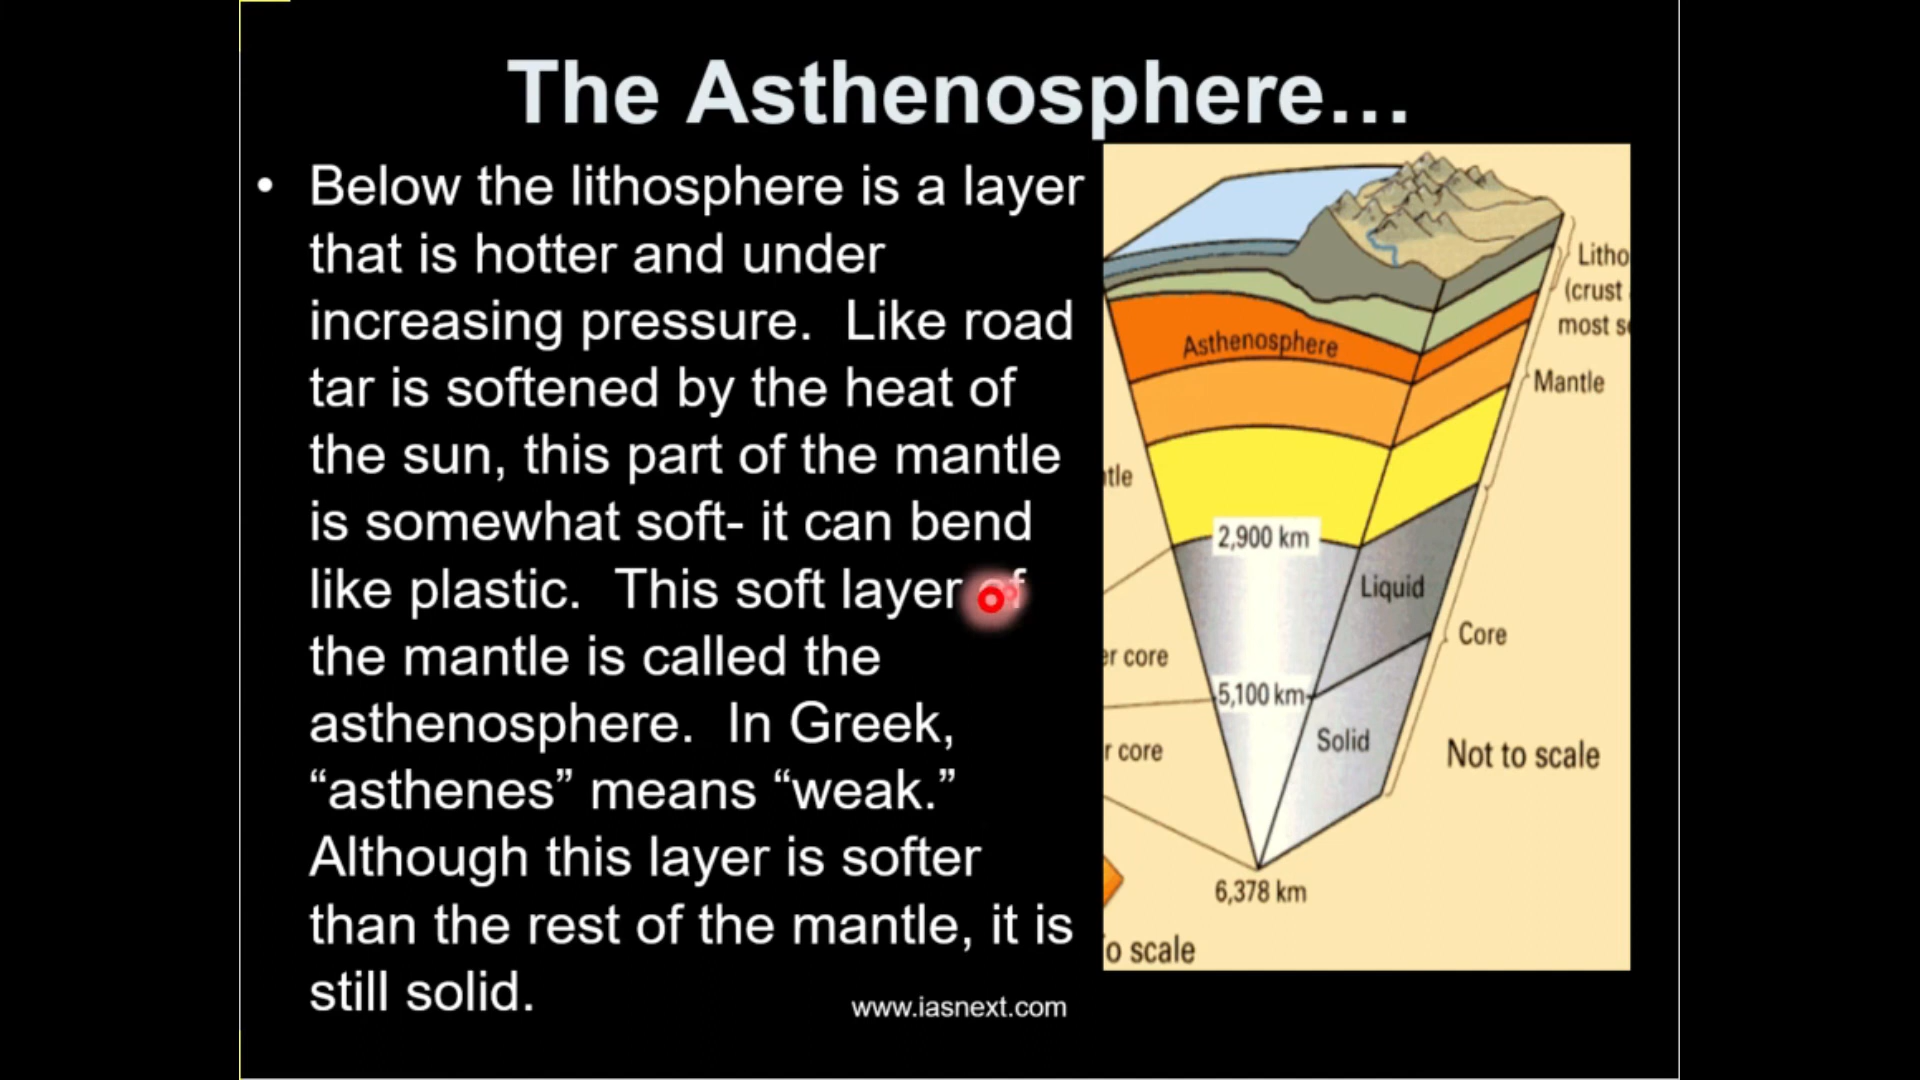 The Asthenosphere…
• Below the lithosphere is a layer
that is hotter and under
increasing pressure. Like road
tar is softened by the heat of
the sun, this part of the mantle
is somewhat soft- it can bend
like plastic. This soft layer of
the mantle is called the
asthenosphere. In Greek,
“asthenes” means “weak.”
Although this layer is softer
than the rest of the mantle, it is
still solid.
www.iasnext.com
Litho
(crust
most s
Asthenosphere
Mantle
tle
2,900 km
Liquid
Core
er core
5,100 km
Solid
r core
Not to scale
6,378 km
o scale